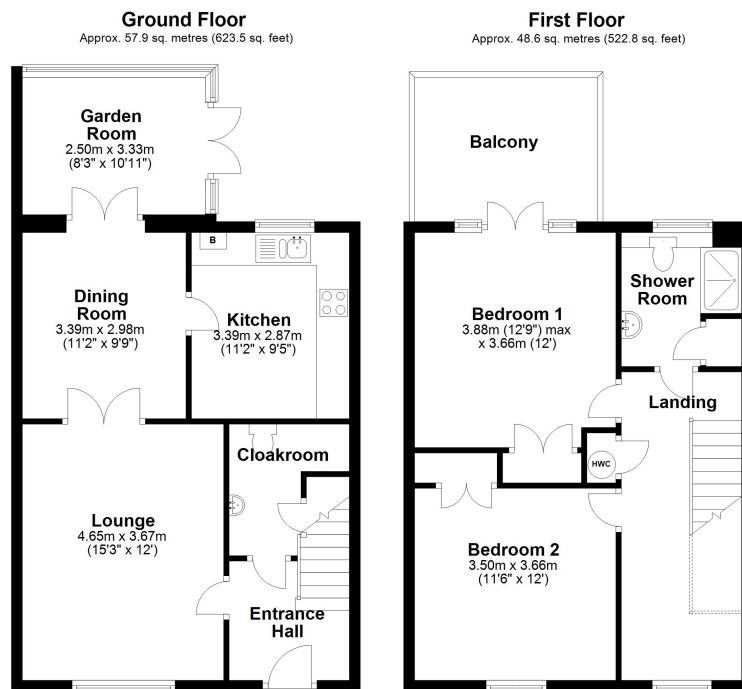 Ground Floor
Approx. 57.9 sq. metres (623.5 sq. feet)
Garden
Room
2.50m x 3.33m
(8'3" x 10'11")
B
Dining
Room
3.39m x 2.98m
(11'2" x 9'9")
Kitchen
3.39m x 2.87m
(11'2" x 9'5")
Cloakroom
Lounge
4.65m x 3.67m
(15'3" x 12')
Entrance
Hall
First Floor
Approx. 48.6 sq. metres (522.8 sq. feet)
Balcony
Bedroom 1
3.88m (12'9") max
x 3.66m (12')
Shower
Room
Landing
HWC
Bedroom 2
3.50m x 3.66m
(11'6" x 12')